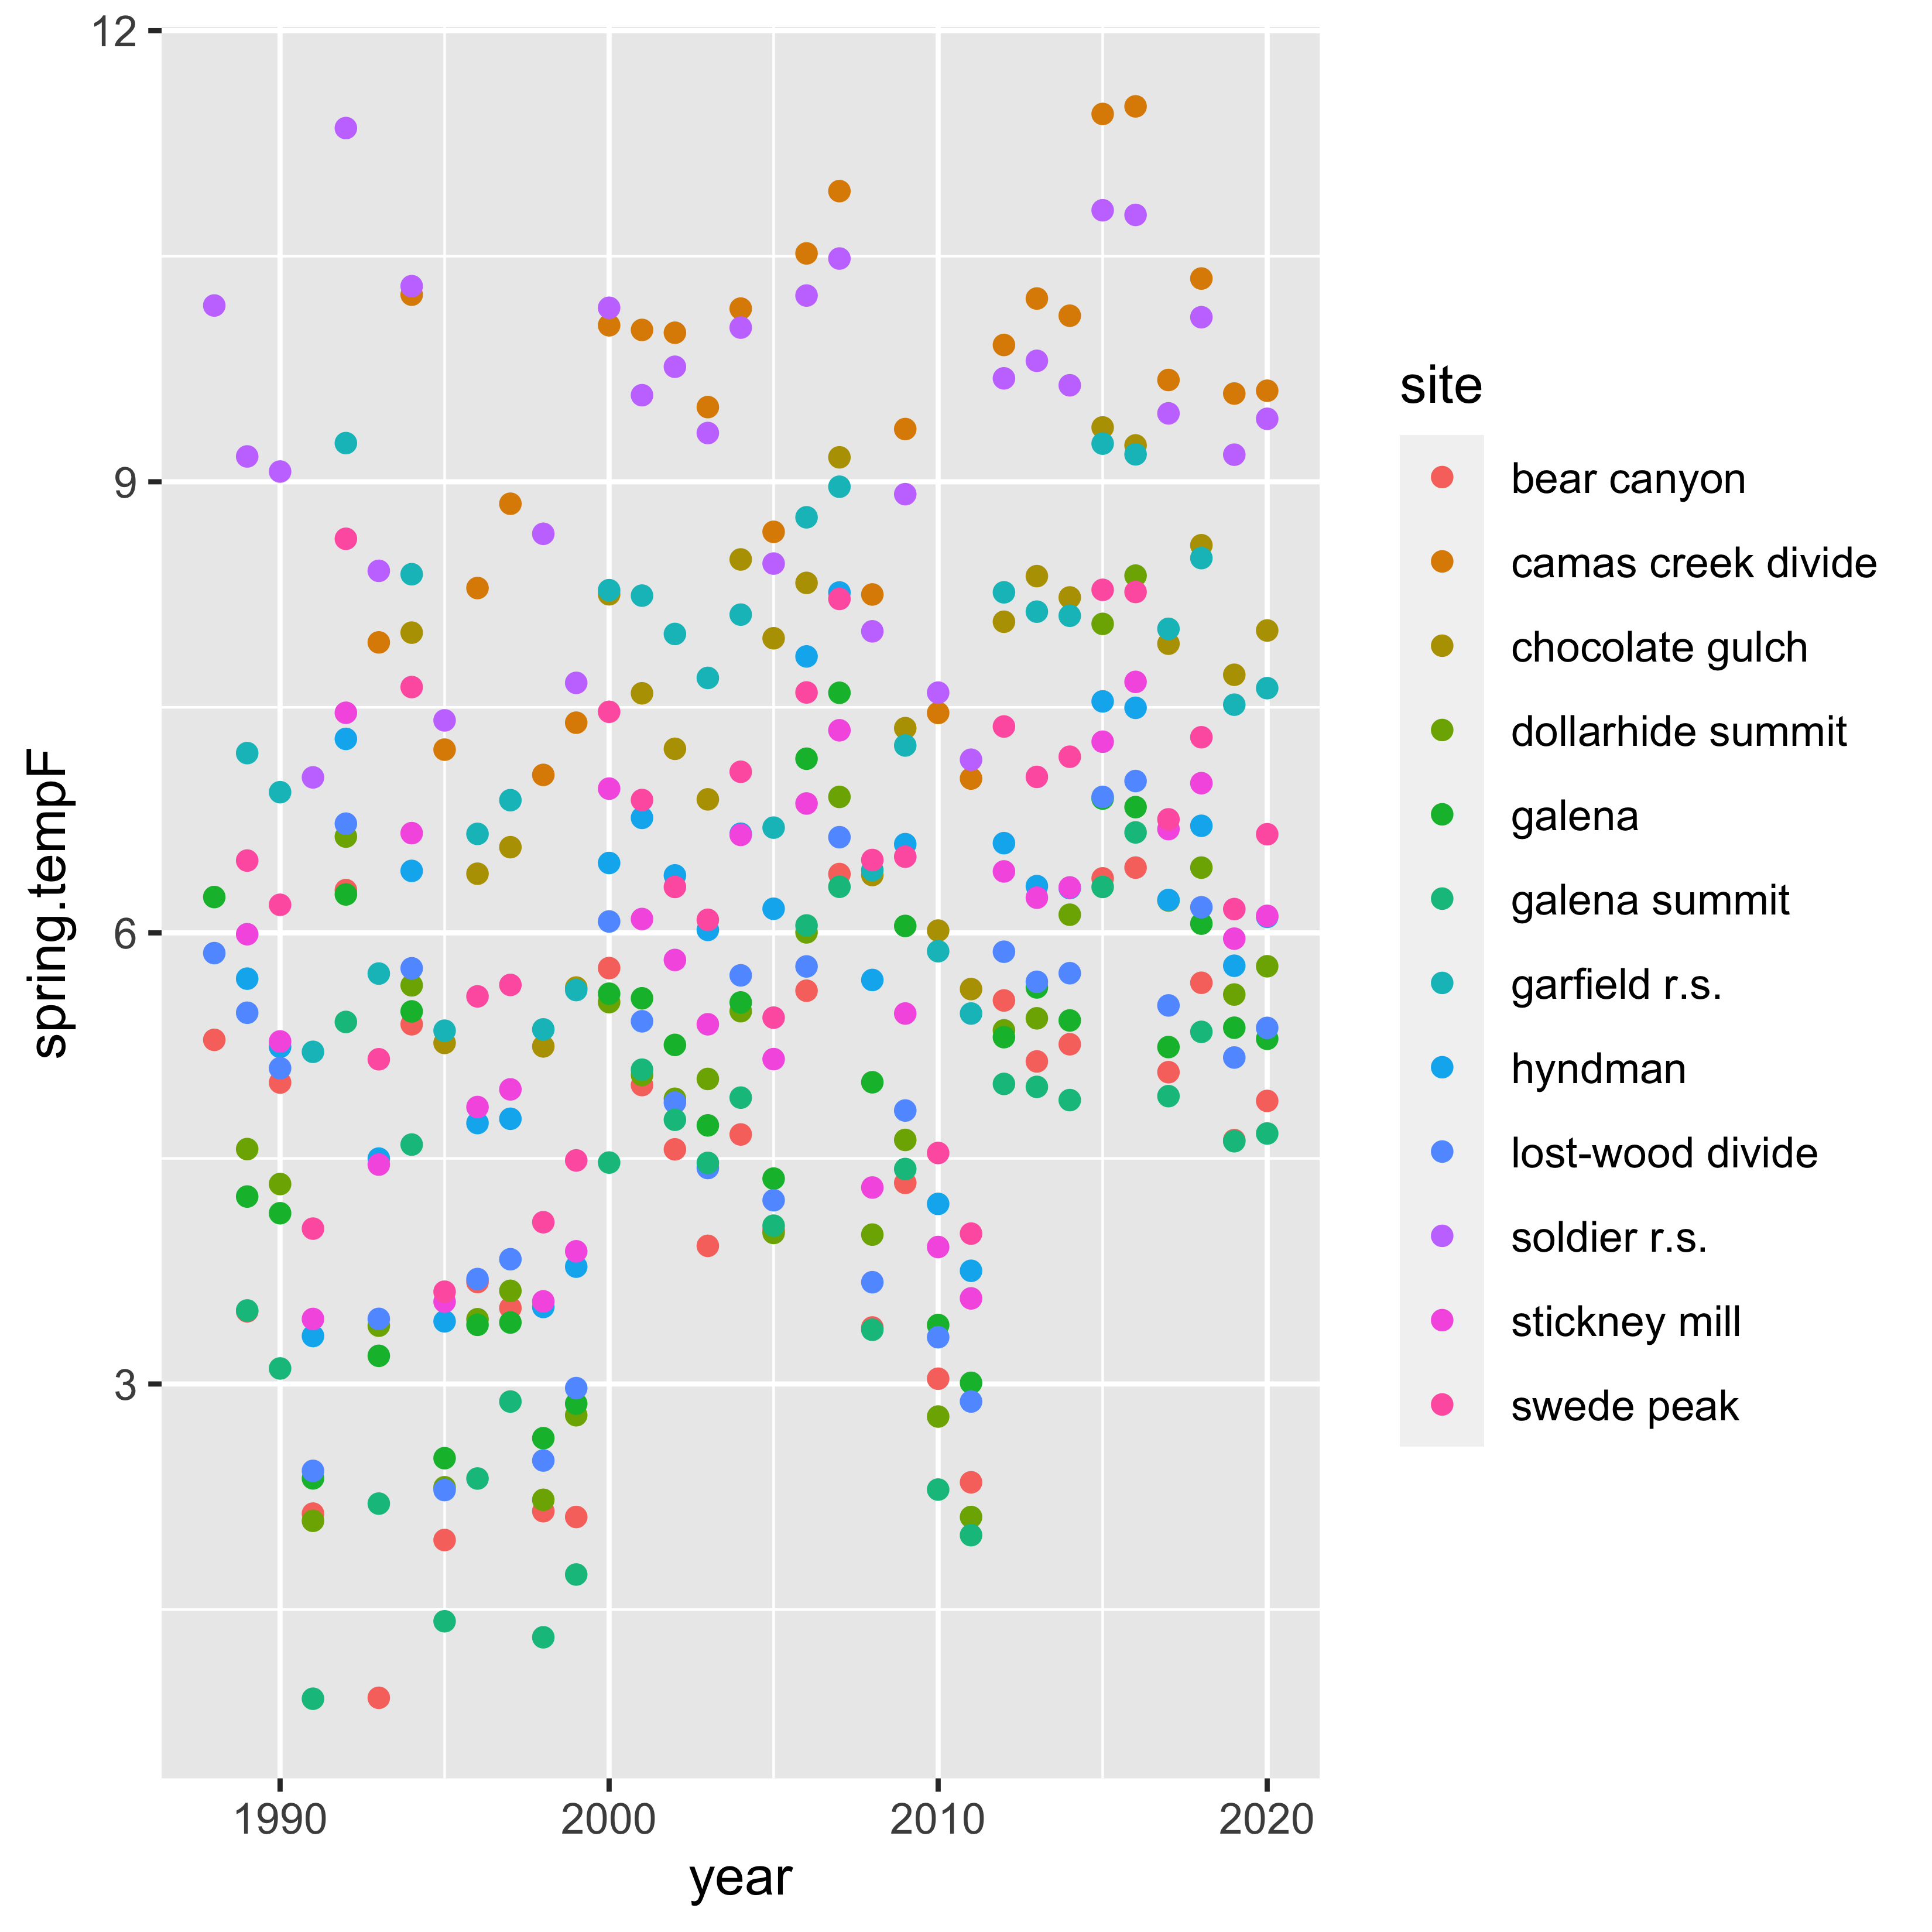 12
9
6
3
spring.tempF
1990 2000 2010 2020
year
site
bear canyon
camas creek divide
chocolate gulch
dollarhide summit
galena
galena summit
garfield r.s.
hyndman
lost-wood divide
soldier r.s.
stickney mill
swede peak